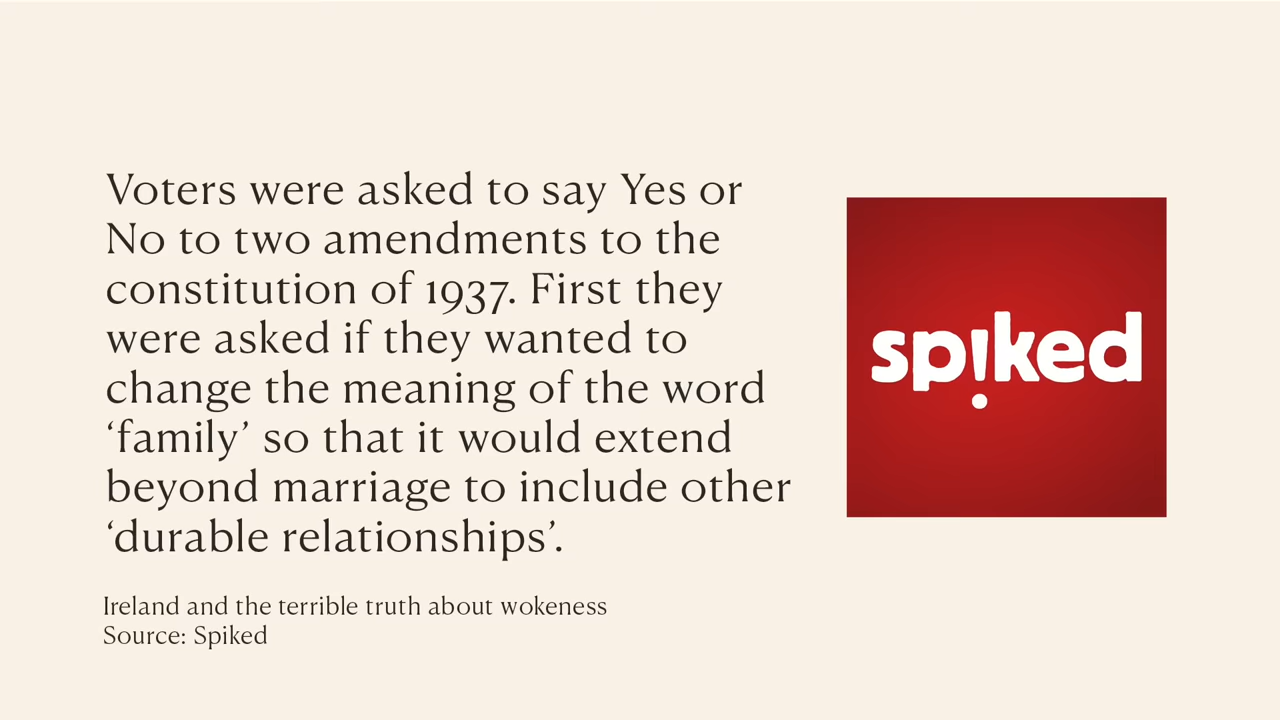 Voters were asked to say Yes or
No to two amendments to the
constitution of 1937. First they
were asked if they wanted to
change the meaning of the word
‘family’ so that it would extend
beyond marriage to include other
‘durable relationships’.
Ireland and the terrible truth about wokeness
Source: Spiked
spiked